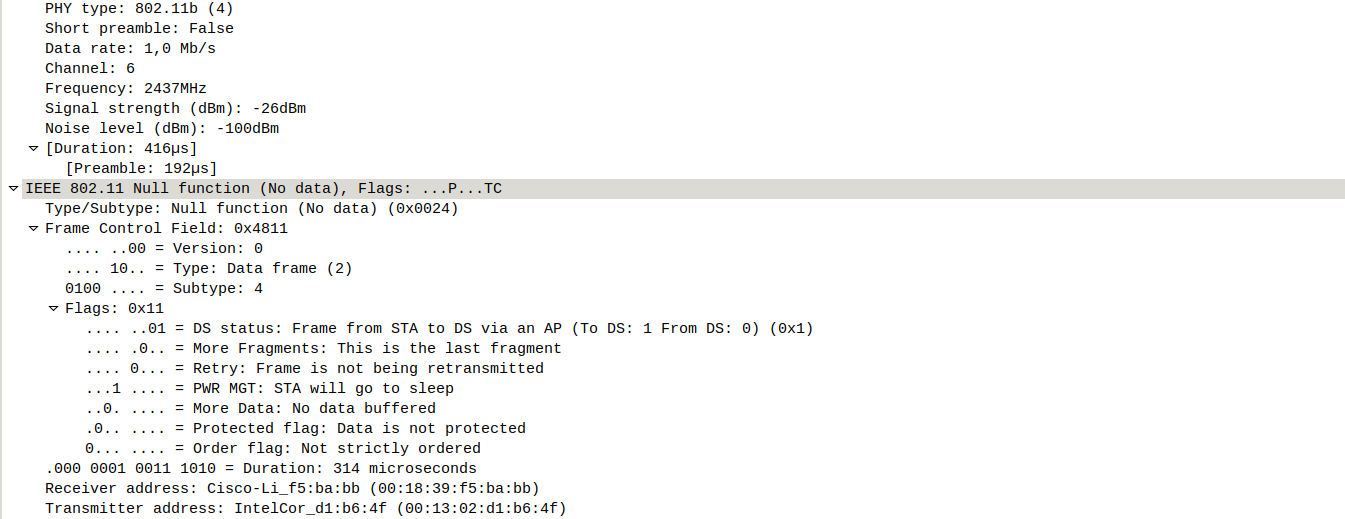 PHY type: 802.11b (4)
Short preamble: False
Data rate: 1,0 Mb/s
Channel: 6
Frequency: 2437MHz
Signal strength (dBm): -26dBm
Noise level (dBm): -100dBm
[Duration: 416µs]
[Preamble: 192µs]
IEEE 802.11 Null function (No data), Flags: ...P...TC
Type/Subtype: Null function (No data) (0x0024)
Frame Control Field: 0x4811
.... ..00 = Version: 0
.... 10.. = Type: Data frame (2)
0100 .... = Subtype: 4
Flags: 0x11
.... ..01 = DS status: Frame from STA to DS via an AP (To DS: 1 From DS: 0) (0x1)
.... .0.. = More Fragments: This is the last fragment
.... 0... = Retry: Frame is not being retransmitted
...1 .... = PWR MGT: STA will go to sleep
..0. .... = More Data: No data buffered
.0.. .... = Protected flag: Data is not protected
0... .... = Order flag: Not strictly ordered
.000 0001 0011 1010 = Duration: 314 microseconds
Receiver address: Cisco-Li_f5:ba:bb (00:18:39:f5:ba:bb)
Transmitter address: IntelCor_d1:b6:4f (00:13:02:d1:b6:4f)